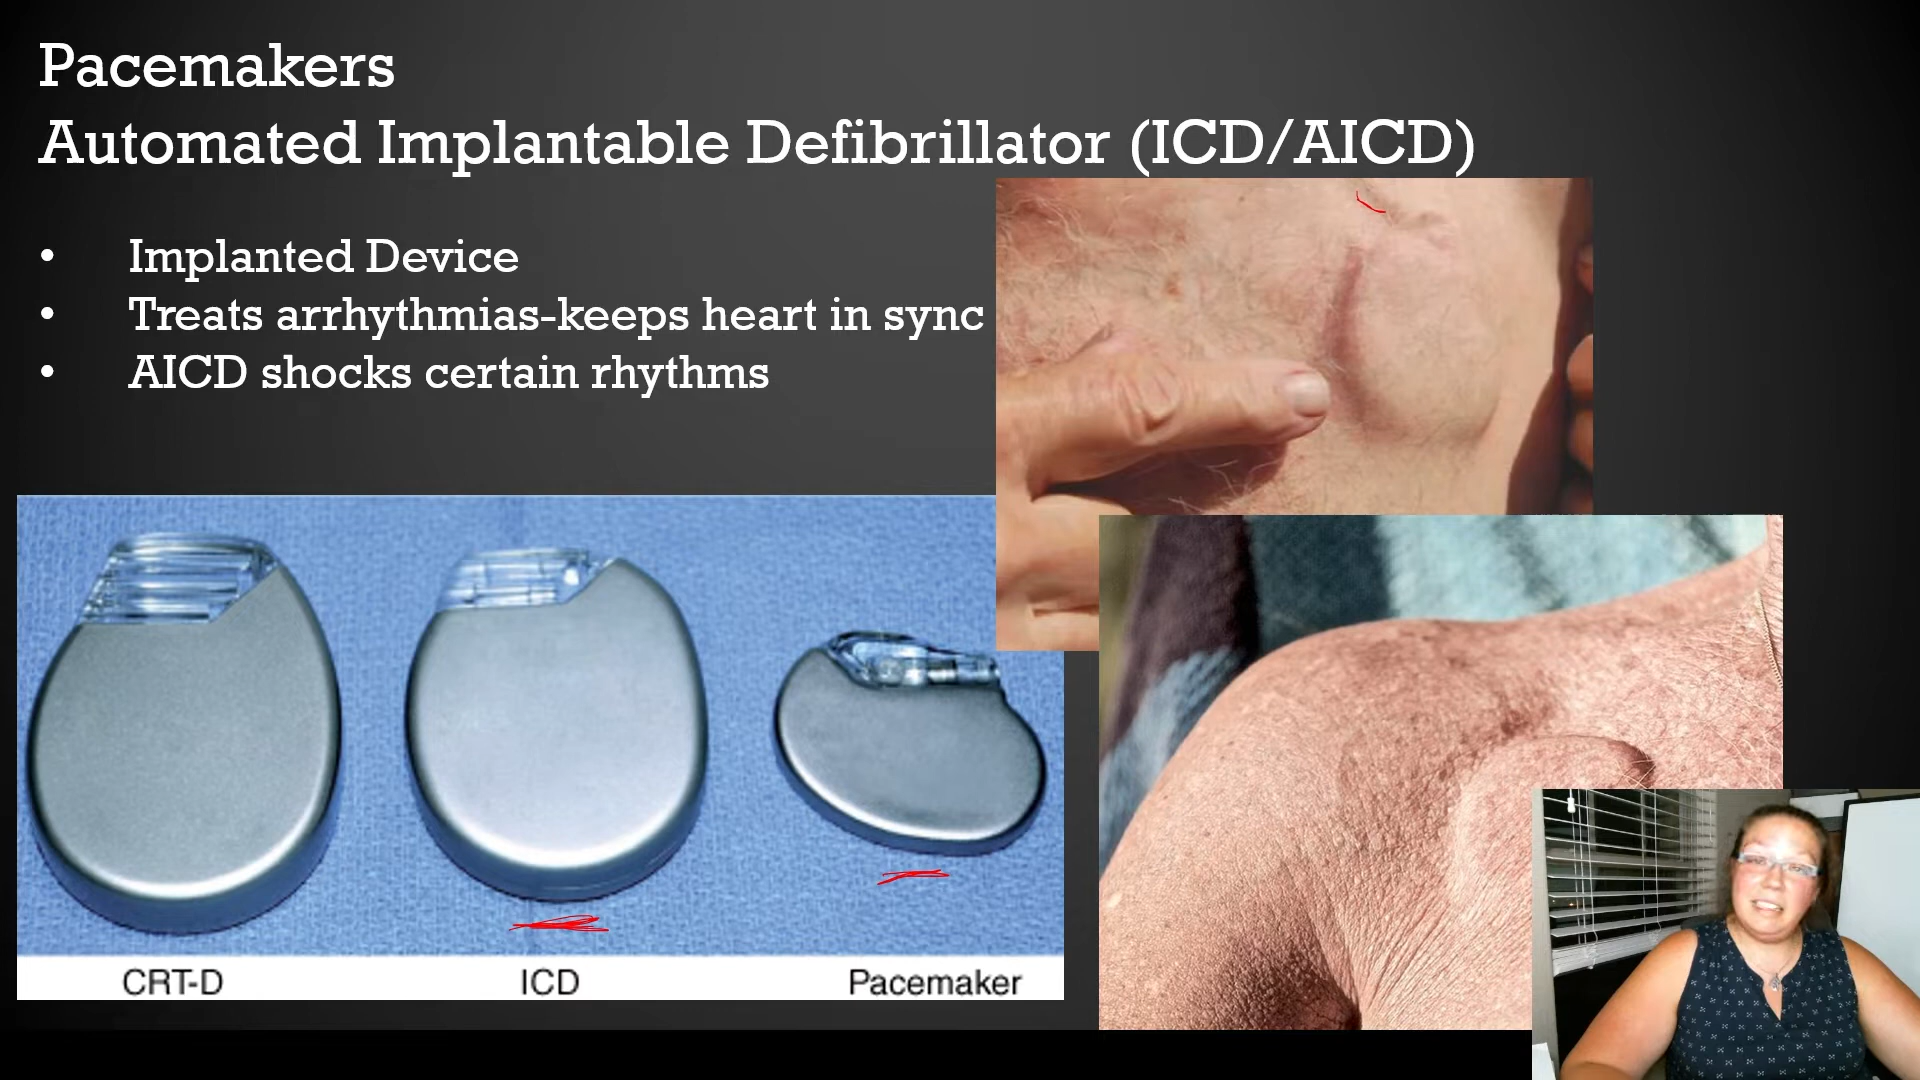 Pacemakers
Automated Implantable Defibrillator (ICD/AICD)
• Implanted Device
• Treats arrhythmias-keeps heart in sync
• AICD shocks certain rhythms
CRT-D ICD Pacemaker